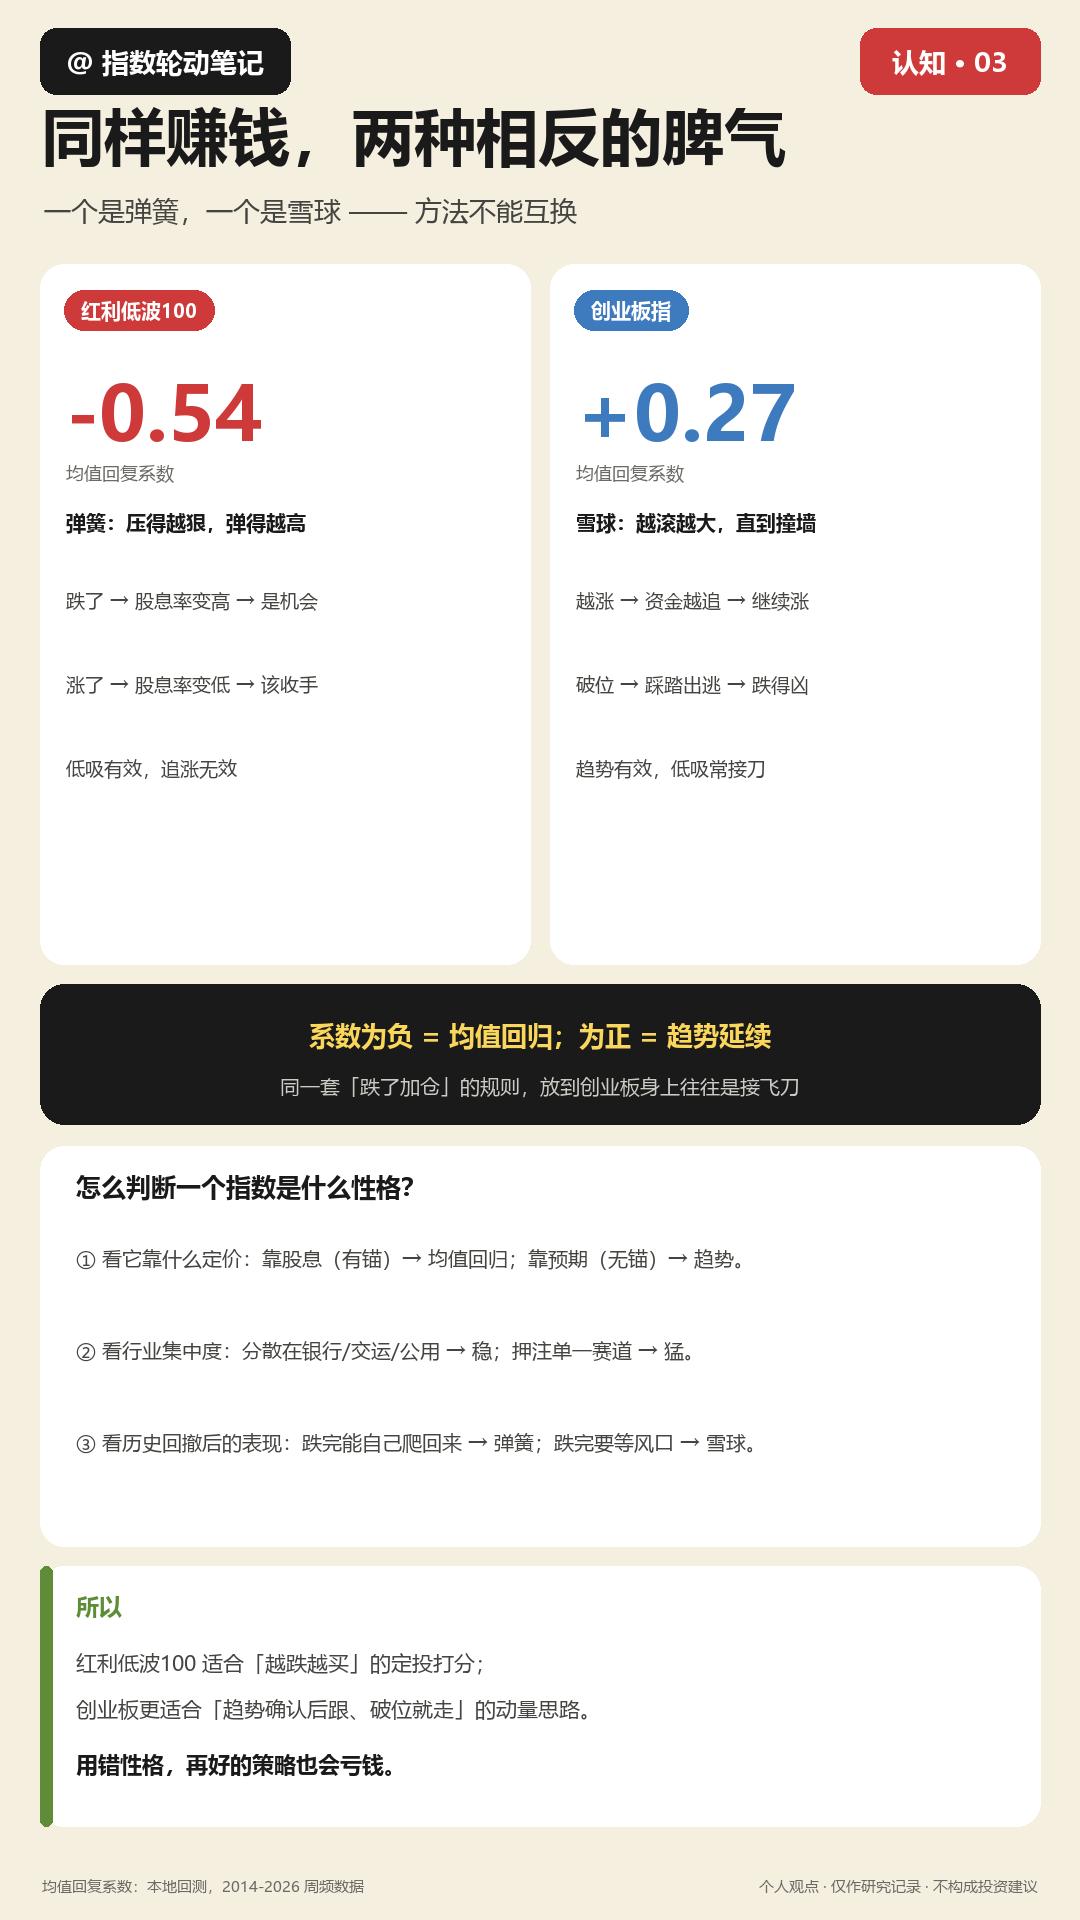 @ 指数轮动笔记
认知 • 03
同样赚钱，两种相反的脾气
一个是弹簧，一个是雪球 —— 方法不能互换
红利低波100
-0.54
均值回复系数
弹簧：压得越狠，弹得越高
跌了 → 股息率变高 → 是机会
涨了 → 股息率变低 → 该收手
低吸有效，追涨无效
创业板指
+0.27
均值回复系数
雪球：越滚越大，直到撞墙
越涨 → 资金越追 → 继续涨
破位 → 踩踏出逃 → 跌得凶
趋势有效，低吸常接刀
系数为负 = 均值回归；为正 = 趋势延续
同一套「跌了加仓」的规则，放到创业板身上往往是接飞刀
怎么判断一个指数是什么性格？
① 看它靠什么定价：靠股息（有锚）→ 均值回归；靠预期（无锚）→ 趋势。
② 看行业集中度：分散在银行/交运/公用 → 稳；押注单一赛道 → 猛。
③ 看历史回撤后的表现：跌完能自己爬回来 → 弹簧；跌完要等风口 → 雪球。
所以
红利低波100 适合「越跌越买」的定投打分；
创业板更适合「趋势确认后跟、破位就走」的动量思路。
用错性格，再好的策略也会亏钱。
均值回复系数：本地回测，2014-2026 周频数据
个人观点 · 仅作研究记录 · 不构成投资建议